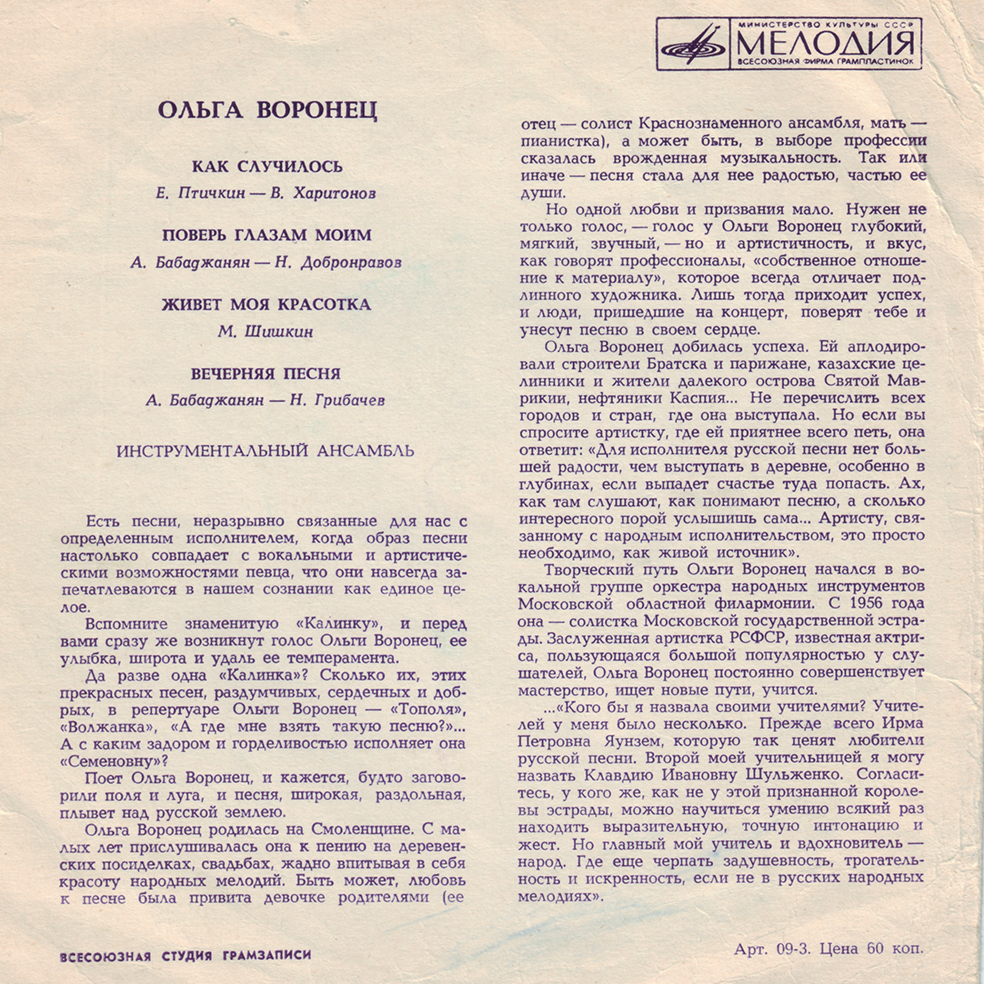 МИНИСТЕРСТВО КУЛЬТУРЫ СССР
МЕЛОДИЯ
ВСЕСОЮЗНАЯ ФИРМА ГРАМПЛАСТИНОК
ОЛЬГА ВОРОНЕЦ
КАК СЛУЧИЛОСЬ
Е. Птичкин — В. Харитонов
ПОВЕРЬ ГЛАЗАМ МОИМ
А. Бабаджанян — Н. Добронравов
ЖИВЕТ МОЯ КРАСОТКА
М. Шишкин
ВЕЧЕРНЯЯ ПЕСНЯ
А. Бабаджанян — Н. Грибачев
ИНСТРУМЕНТАЛЬНЫЙ АНСАМБЛЬ
Есть песни, неразрывно связанные для нас с
определенным исполнителем, когда образ песни
настолько совпадает с вокальными и артистиче-
скими возможностями певца, что они навсегда за-
печатлеваются в нашем сознании как единое це-
лое.
Вспомните знаменитую «Калинку», и перед
вами сразу же возникнут голос Ольги Воронец, ее
улыбка, широта и удаль ее темперамента.
Да разве одна «Калинка»? Сколько их, этих
прекрасных песен, раздумчивых, сердечных и доб-
рых, в репертуаре Ольги Воронец — «Тополя»,
«Волжанка», «А где мне взять такую песню?»...
А с каким задором и горделивостью исполняет она
«Семеновну»?
Поет Ольга Воронец, и кажется, будто загово-
рили поля и луга, и песня, широкая, раздольная,
плывет над русской землею.
Ольга Воронец родилась на Смоленщине. С ма-
лых лет прислушивалась она к пению на деревен-
ских посиделках, свадьбах, жадно впитывая в себя
красоту народных мелодий. Быть может, любовь
к песне была привита девочке родителями (ее
отец — солист Краснознаменного ансамбля, мать —
пианистка), а может быть, в выборе профессии
сказалась врожденная музыкальность. Так или
иначе — песня стала для нее радостью, частью ее
души.
Но одной любви и призвания мало. Нужен не
только голос, — голос у Ольги Воронец глубокий,
мягкий, звучный, — но и артистичность, и вкус,
как говорят профессионалы, «собственное отноше-
ние к материалу», которое всегда отличает под-
линного художника. Лишь тогда приходит успех,
и люди, пришедшие на концерт, поверят тебе и
унесут песню в своем сердце.
Ольга Воронец добилась успеха. Ей аплодиро-
вали строители Братска и парижане, казахские це-
линники и жители далекого острова Святой Мав-
рикии, нефтяники Каспия... Не перечислить всех
городов и стран, где она выступала. Но если вы
спросите артистку, где ей приятнее всего петь, она
ответит: «Для исполнителя русской песни нет боль-
шей радости, чем выступать в деревне, особенно в
глубинах, если выпадет счастье туда попасть. Ах,
как там слушают, как понимают песню, а сколько
интересного порой услышишь сама... Артисту, свя-
занному с народным исполнительством, это просто
необходимо, как живой источник».
Творческий путь Ольги Воронец начался в во-
кальной группе оркестра народных инструментов
Московской областной филармонии. С 1956 года
она — солистка Московской государственной эстра-
ды. Заслуженная артистка РСФСР, известная актри-
са, пользующаяся большой популярностью у слу-
шателей, Ольга Воронец постоянно совершенствует
мастерство, ищет новые пути, учится.
...«Кого бы я назвала своими учителями? Учите-
лей у меня было несколько. Прежде всего Ирма
Петровна Яунзем, которую так ценят любители
русской песни. Второй моей учительницей я могу
назвать Клавдию Ивановну Шульженко. Согласи-
тесь, у кого же, как не у этой признанной короле-
вы эстрады, можно научиться умению всякий раз
находить выразительную, точную интонацию и
жест. Но главный мой учитель и вдохновитель —
народ. Где еще черпать задушевность, трогатель-
ность и искренность, если не в русских народных
мелодиях».
ВСЕСОЮЗНАЯ СТУДИЯ ГРАМЗАПИСИ
Арт. 09-3. Цена 60 коп.